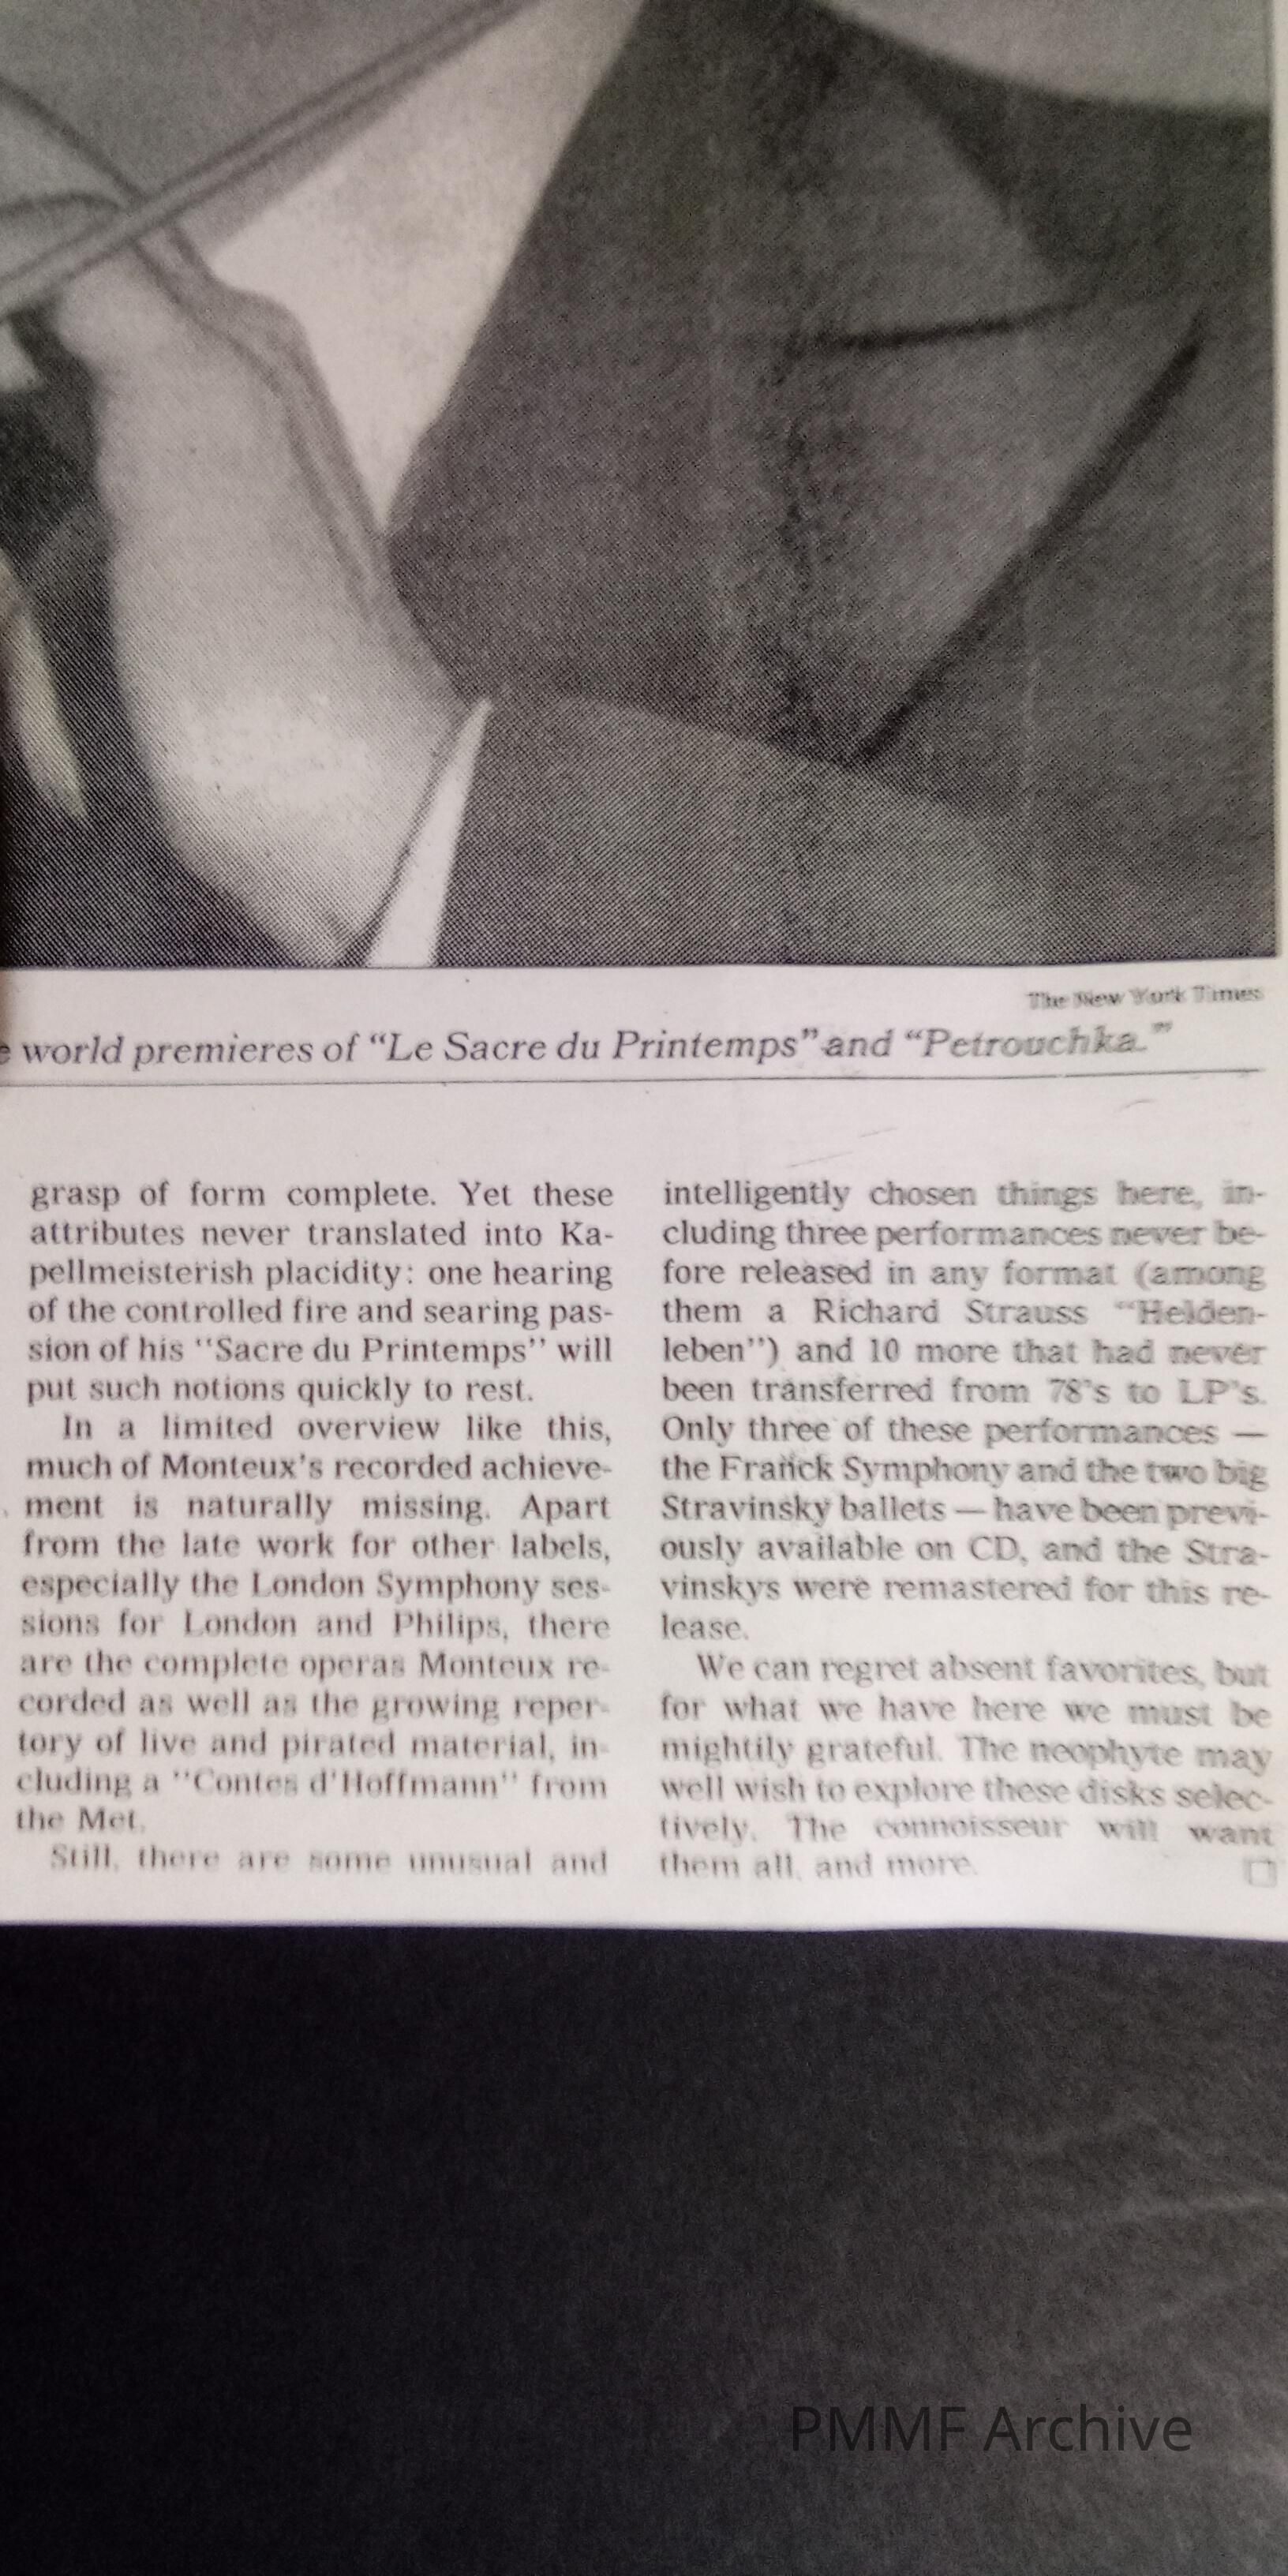 The New York Times
e world premieres of “Le Sacre du Printemps” and “Petrouchka.”
grasp of form complete. Yet these
attributes never translated into Ka-
pellmeisterish placidity: one hearing
of the controlled fire and searing pas-
sion of his “Sacre du Printemps” will
put such notions quickly to rest.
In a limited overview like this,
much of Monteux's recorded achieve-
ment is naturally missing. Apart
from the late work for other labels,
especially the London Symphony ses-
sions for London and Philips, there
are the complete operas Monteux re-
corded as well as the growing reper-
tory of live and pirated material, in-
cluding a “Contes d'Hoffmann” from
the Met.
Still, there are some unusual and
intelligently chosen things here, in-
cluding three performances never be-
fore released in any format (among
them a Richard Strauss “Helden-
leben”) and 10 more that had never
been transferred from 78's to LP's.
Only three of these performances —
the Franck Symphony and the two big
Stravinsky ballets — have been previ-
ously available on CD, and the Stra-
vinskys were remastered for this re-
lease.
We can regret absent favorites, but
for what we have here we must be
mightily grateful. The neophyte may
well wish to explore these disks selec-
tively. The connoisseur will want
them all, and more. □
PMMF Archive